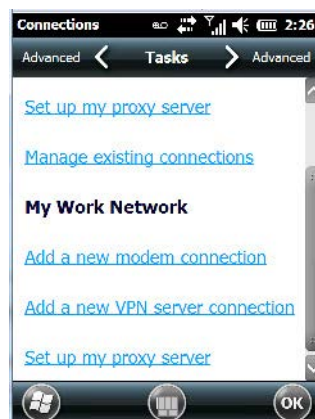 Connections 2:26
Advanced Tasks Advanced
Set up my proxy server
Manage existing connections
My Work Network
Add a new modem connection
Add a new VPN server connection
Set up my proxy server
OK